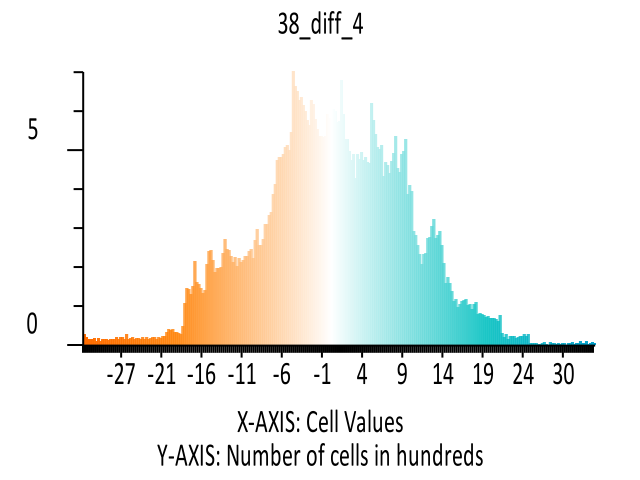 38_diff_4
5
0
-27 -21 -16 -11 -6 -1 4 9 14 19 24 30
X-AXIS: Cell Values
Y-AXIS: Number of cells in hundreds